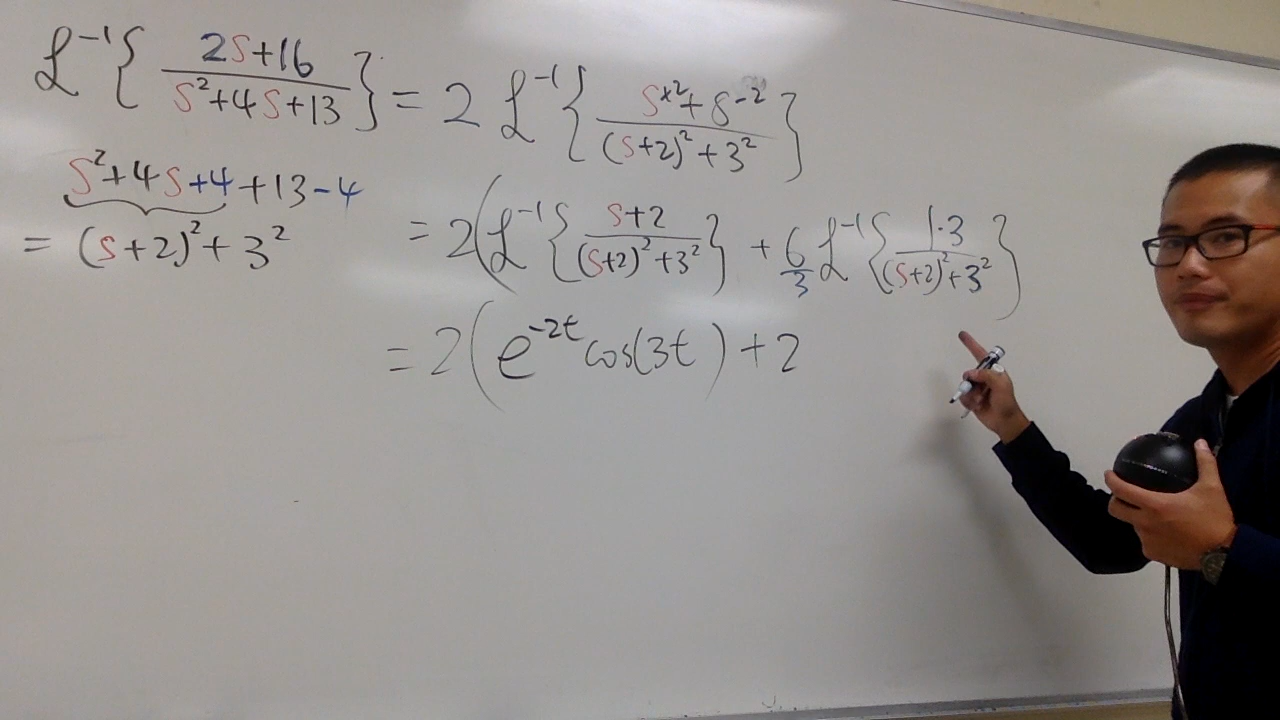 ℒ⁻¹{ (2s+16)/(s²+4s+13) } = 2 ℒ⁻¹{ (s+2+8-2)/((s+2)²+3²) }
s²+4s+4+13-4
= (s+2)²+3²
= 2(ℒ⁻¹{ (s+2)/((s+2)²+3²) } + 6/3 ℒ⁻¹{ (1·3)/((s+2)²+3²) })
= 2(e^(-2t) cos(3t) + 2